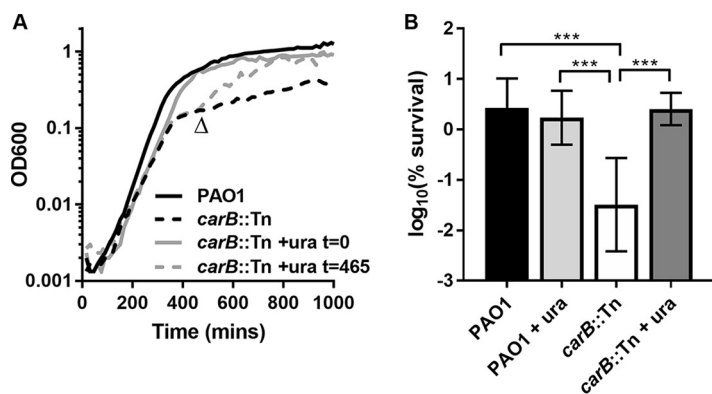 A
OD600
1
0.1
0.01
0.001
Δ
PAO1
carB::Tn
carB::Tn +ura t=0
carB::Tn +ura t=465
0 200 400 600 800 1000
Time (mins)
B
log10(% survival)
2
1
0
-1
-2
-3
***
*** ***
PAO1
PAO1 + ura
carB::Tn
carB::Tn + ura